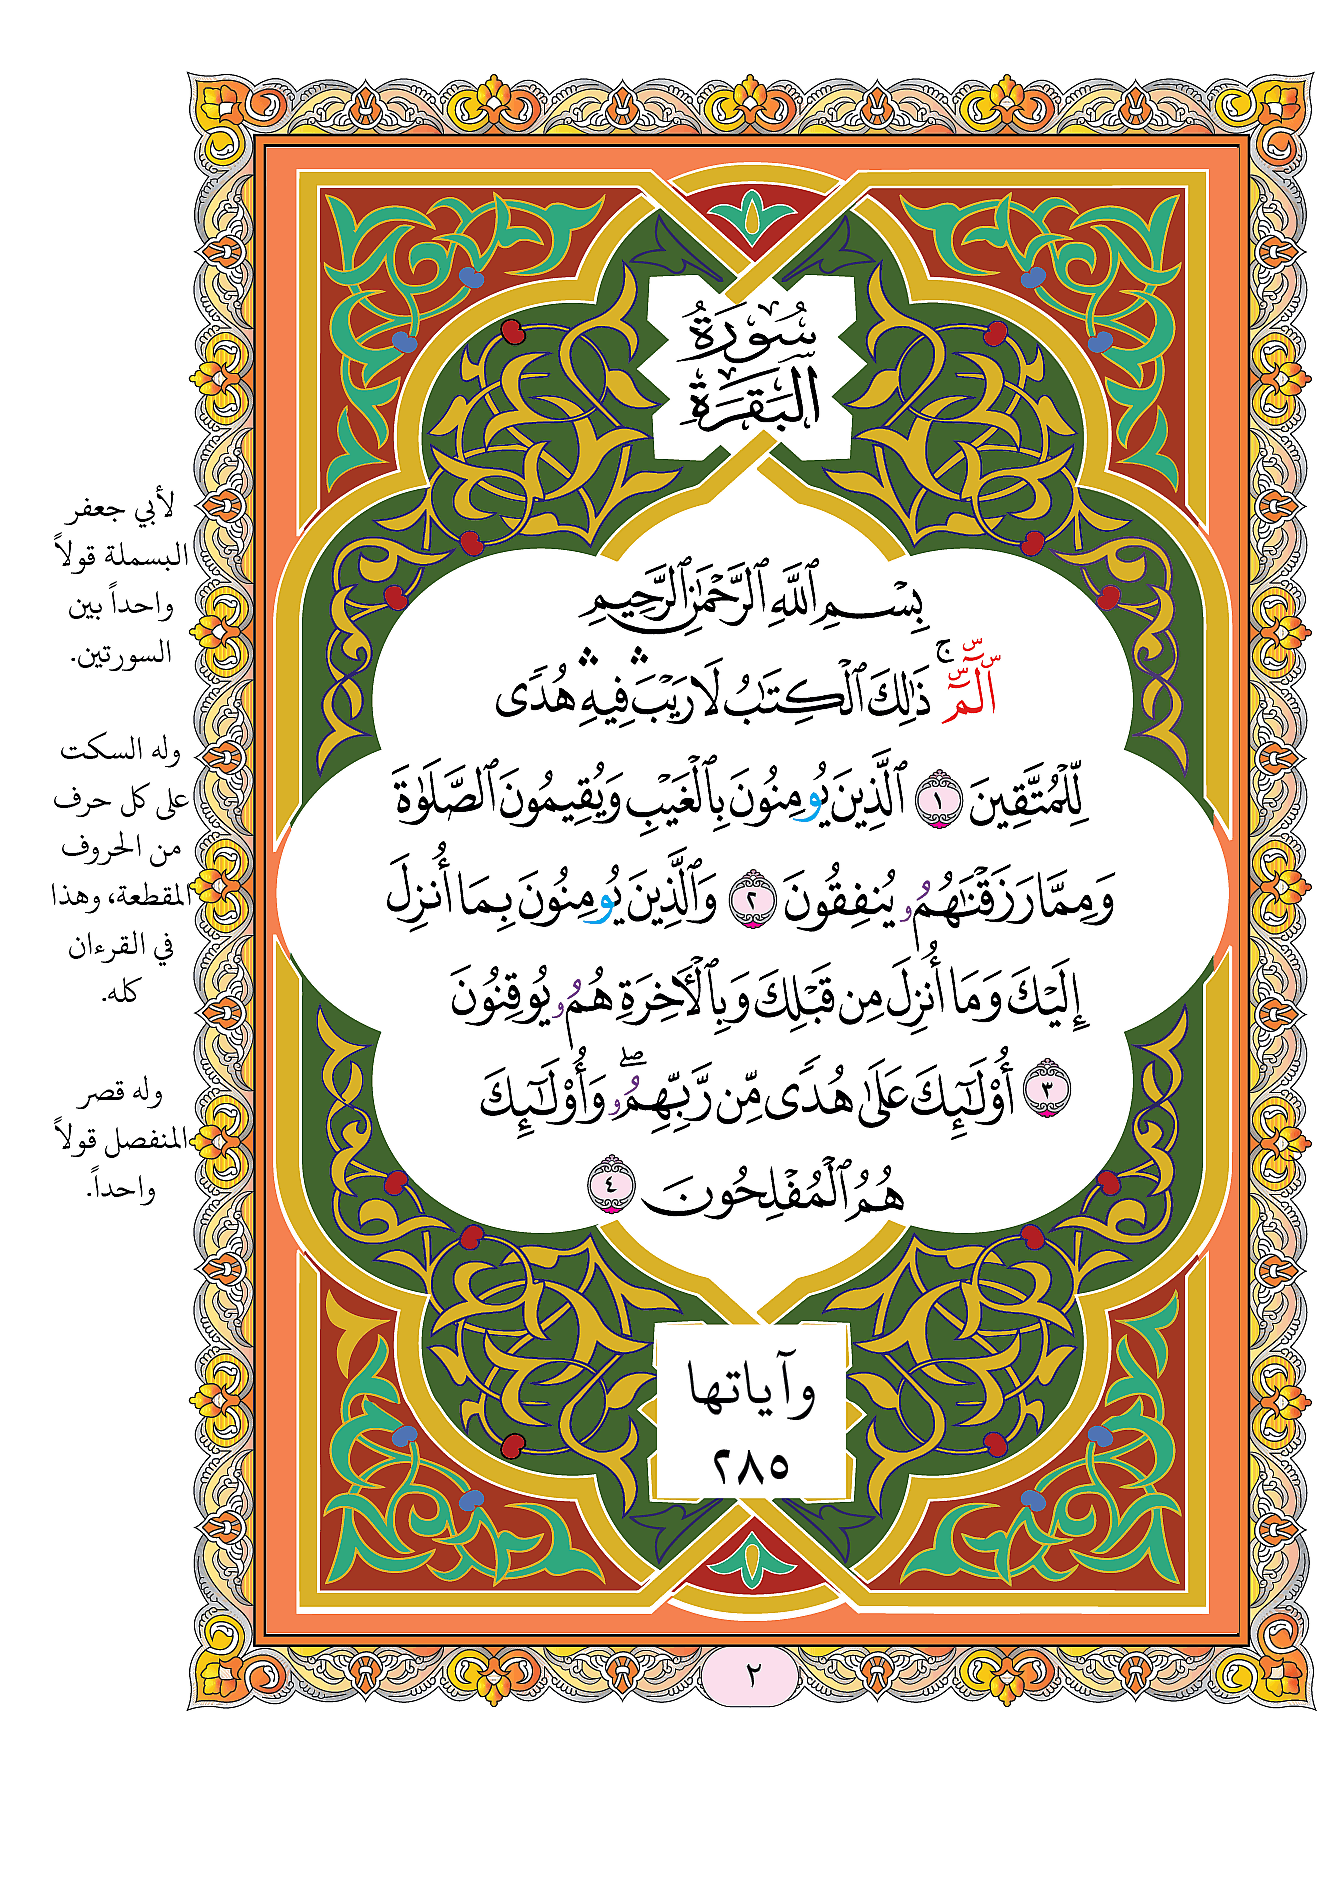 سُورَةُ
البَقَرَةِ
بِسْمِ ٱللَّهِ ٱلرَّحْمَٰنِ ٱلرَّحِيمِ
الٓمٓۚ ذَٰلِكَ ٱلْكِتَٰبُ لَا رَيْبَۛ فِيهِۛ هُدًى
لِّلْمُتَّقِينَ ١ ٱلَّذِينَ يُومِنُونَ بِٱلْغَيْبِ وَيُقِيمُونَ ٱلصَّلَوٰةَ
وَمِمَّا رَزَقْنَٰهُمُۥ يُنفِقُونَ ٢ وَٱلَّذِينَ يُومِنُونَ بِمَا أُنزِلَ
إِلَيْكَ وَمَا أُنزِلَ مِن قَبْلِكَ وَبِٱلْأَخِرَةِ هُمُۥ يُوقِنُونَ
٣ أُوْلَٰٓئِكَ عَلَىٰ هُدًى مِّن رَّبِّهِمُۥۖ وَأُوْلَٰٓئِكَ
هُمُ ٱلْمُفْلِحُونَ ٤
وآياتها
٢٨٥
٢
لأبي جعفر
البسملة قولاً
واحداً بين
السورتين.
وله السكت
على كل حرف
من الحروف
المقطعة، وهذا
في القرءان
كله.
وله قصر
المنفصل قولاً
واحداً.